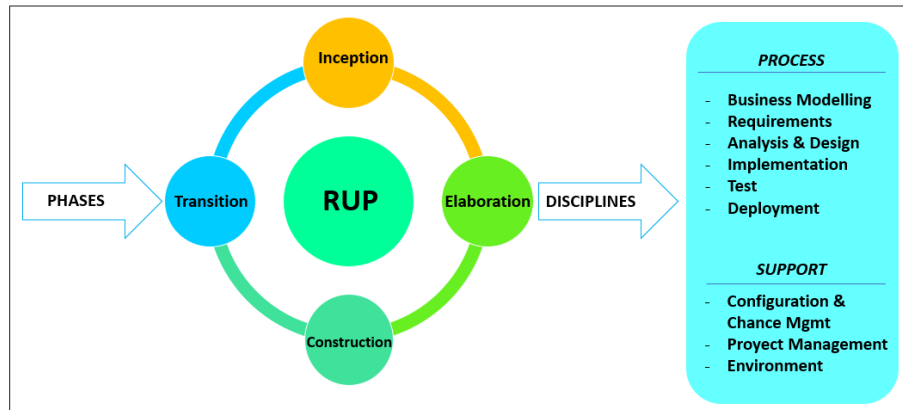 PHASES
Inception
Transition
RUP
Elaboration
Construction
DISCIPLINES
PROCESS
- Business Modelling
- Requirements
- Analysis & Design
- Implementation
- Test
- Deployment
SUPPORT
- Configuration &
Chance Mgmt
- Proyect Management
- Environment